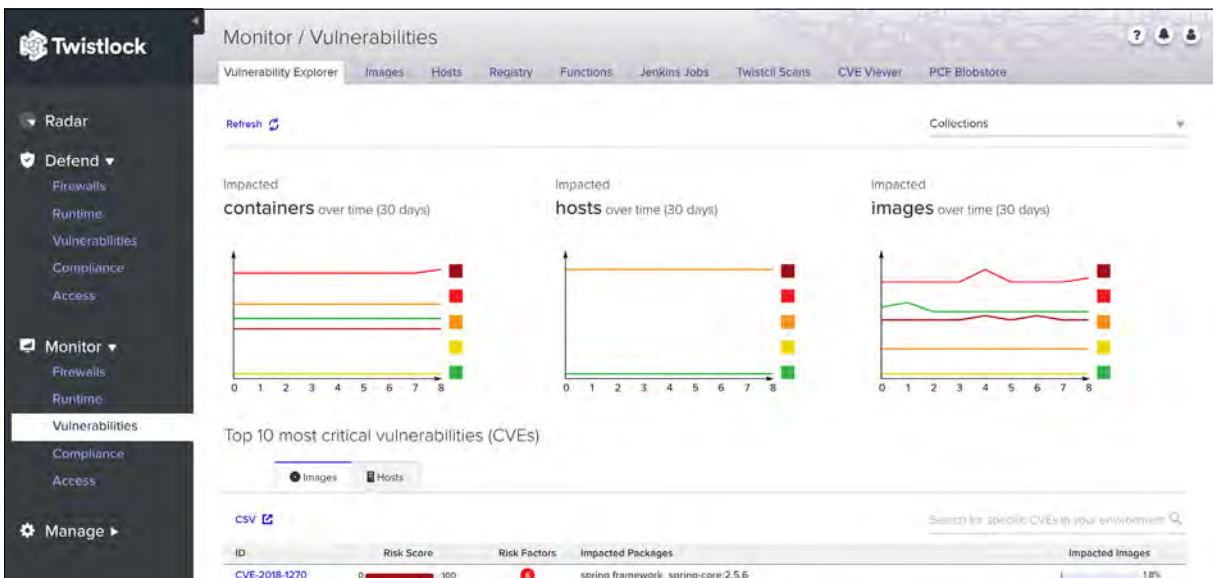 Twistlock
Monitor / Vulnerabilities
?
Vulnerability Explorer Images Hosts Registry Functions Jenkins Jobs Twistcli Scans CVE Viewer PCF Blobstore
Radar
Defend
Firewalls
Runtime
Vulnerabilities
Compliance
Access
Monitor
Firewalls
Runtime
Vulnerabilities
Compliance
Access
Manage
Refresh
Collections
Impacted
containers over time (30 days)
0 1 2 3 4 5 6 7 8
Impacted
hosts over time (30 days)
0 1 2 3 4 5 6 7 8
Impacted
images over time (30 days)
0 1 2 3 4 5 6 7 8
Top 10 most critical vulnerabilities (CVEs)
Images Hosts
CSV
Search for specific CVEs in your environment
ID Risk Score Risk Factors Impacted Packages Impacted Images
CVE-2018-1270 0 100 6 spring framework_spring-core:2.5.6 1.8%